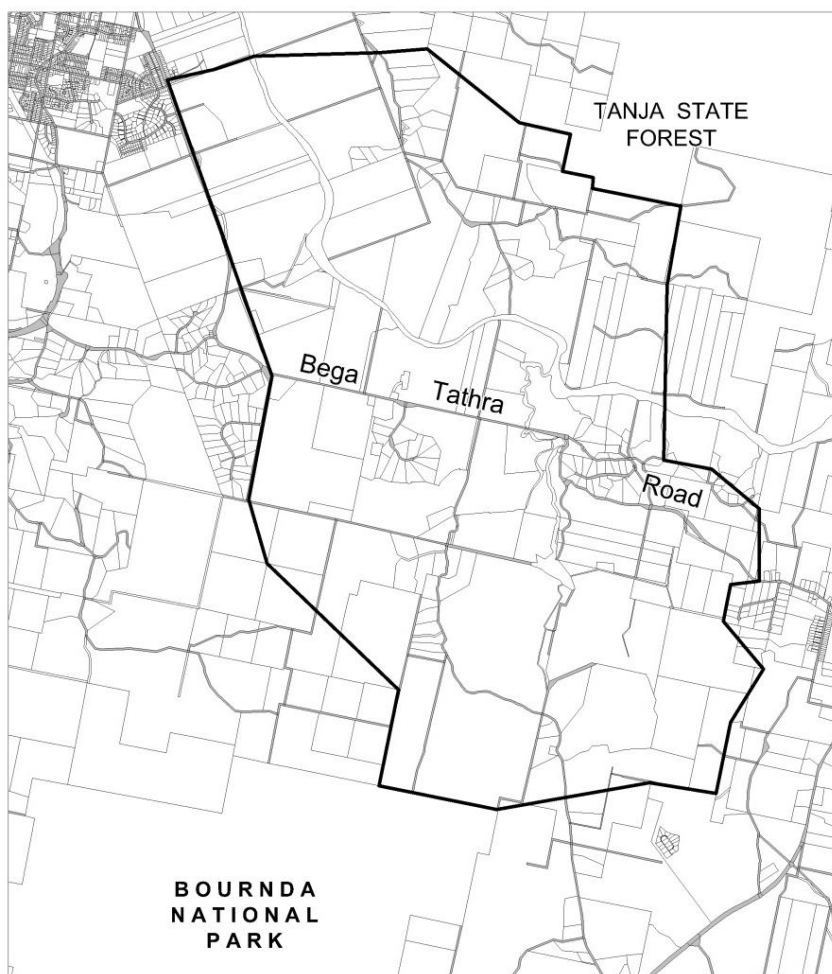 TANJA STATE
FOREST
Bega
Tathra
Road
BOURNDA
NATIONAL
PARK